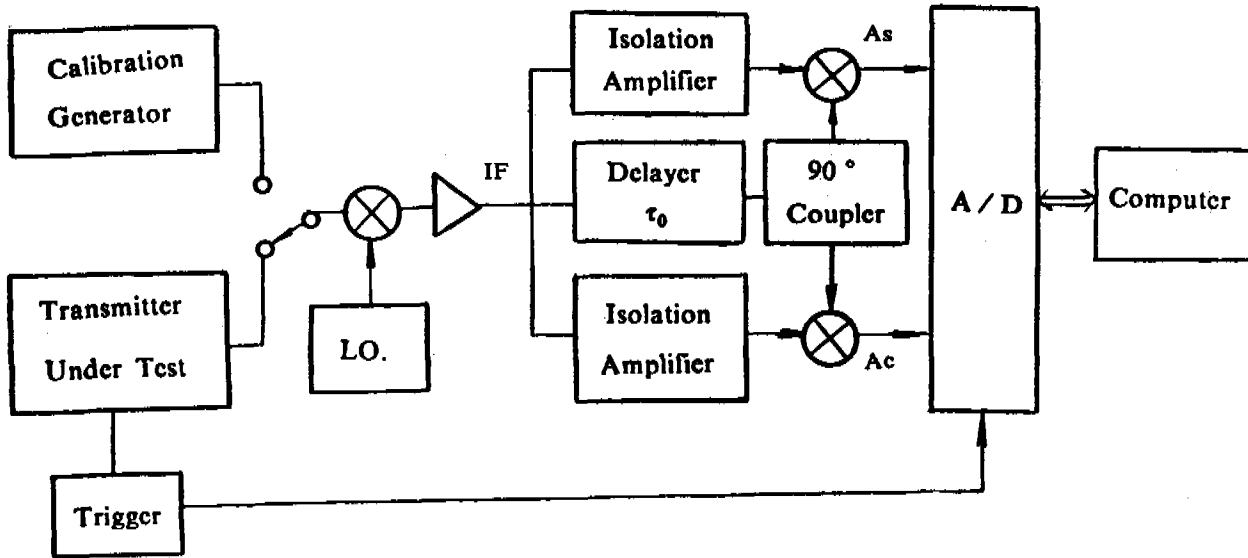 Calibration
Generator
Transmitter
Under Test
Trigger
LO.
IF
Isolation
Amplifier
Delayer
τ₀
Isolation
Amplifier
90°
Coupler
As
Ac
A/D
Computer